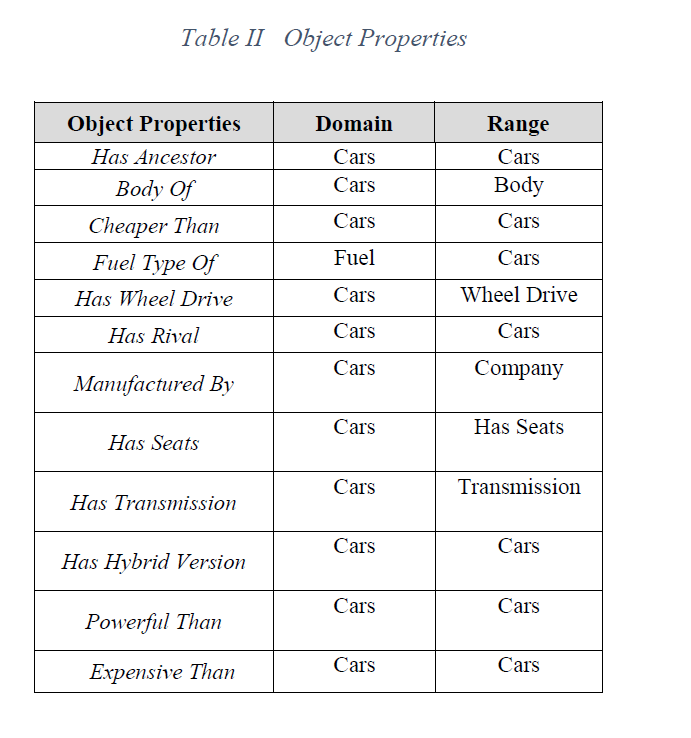 Table II Object Properties
Object Properties Domain Range
Has Ancestor Cars Cars
Body Of Cars Body
Cheaper Than Cars Cars
Fuel Type Of Fuel Cars
Has Wheel Drive Cars Wheel Drive
Has Rival Cars Cars
Manufactured By Cars Company
Has Seats Cars Has Seats
Has Transmission Cars Transmission
Has Hybrid Version Cars Cars
Powerful Than Cars Cars
Expensive Than Cars Cars